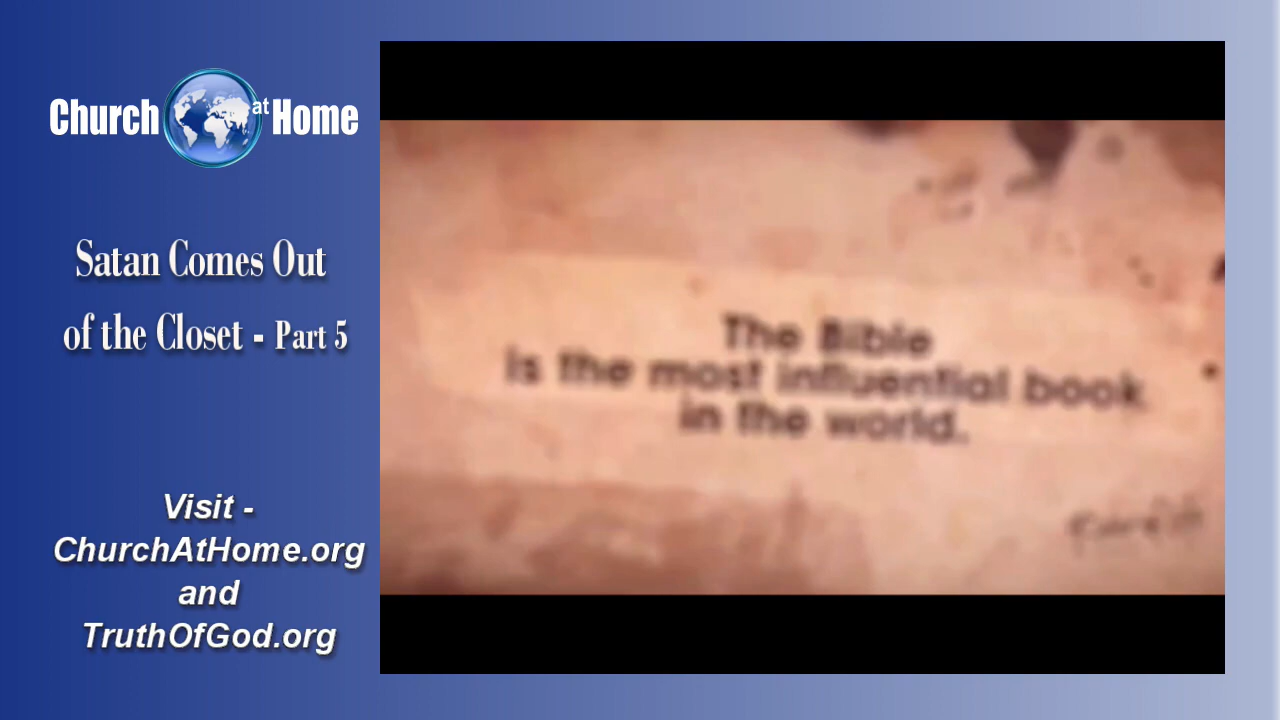 Church at Home
Satan Comes Out
of the Closet - Part 5
Visit -
ChurchAtHome.org
and
TruthOfGod.org
The Bible
is the most influential book
in the world.